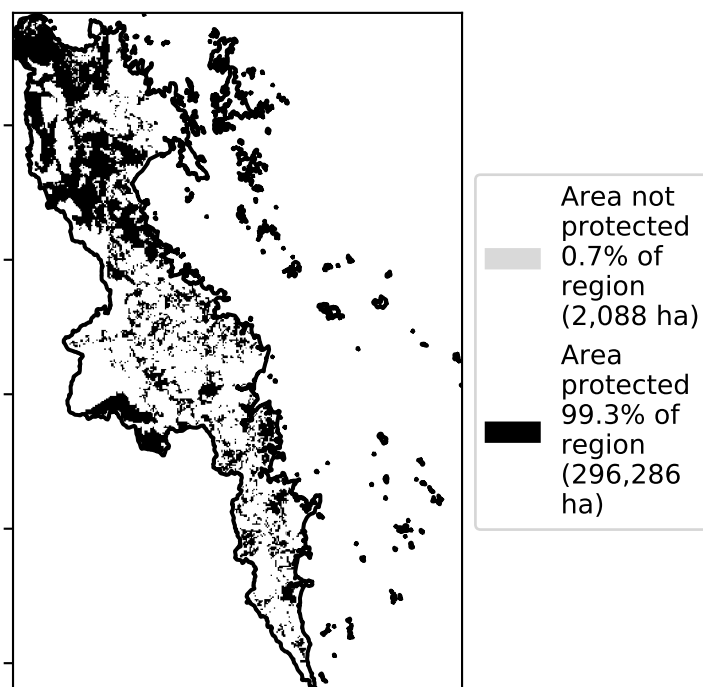 Area not
protected
0.7% of
region
(2,088 ha)
Area
protected
99.3% of
region
(296,286
ha)